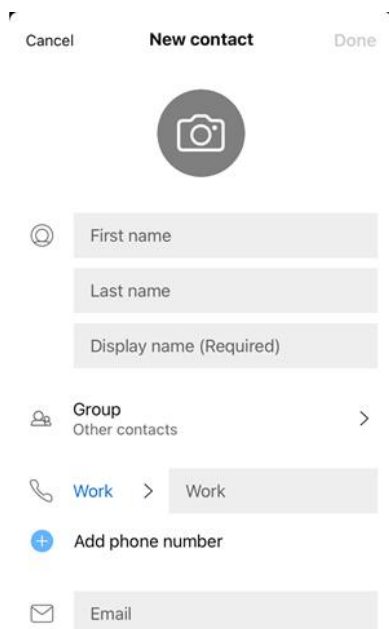 Cancel New contact Done
First name
Last name
Display name (Required)
Group
Other contacts
Work Work
Add phone number
Email